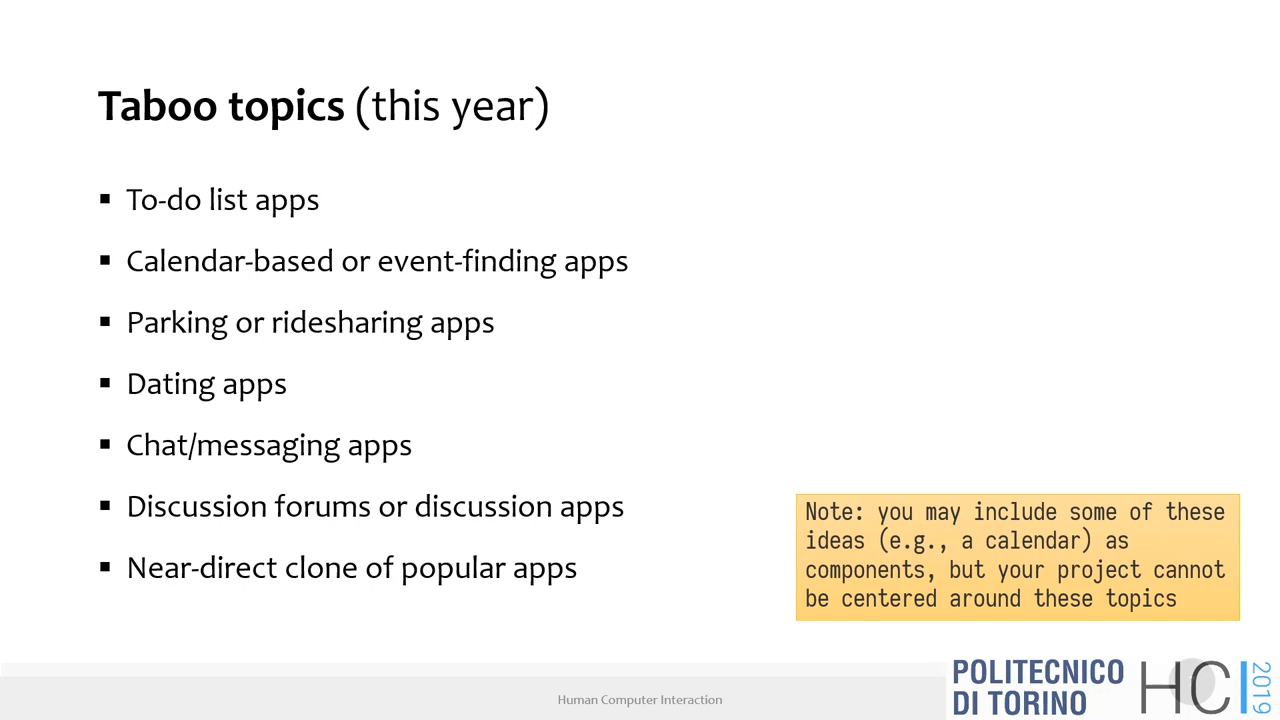 Taboo topics (this year)
▪ To-do list apps
▪ Calendar-based or event-finding apps
▪ Parking or ridesharing apps
▪ Dating apps
▪ Chat/messaging apps
▪ Discussion forums or discussion apps
▪ Near-direct clone of popular apps
Note: you may include some of these
ideas (e.g., a calendar) as
components, but your project cannot
be centered around these topics
Human Computer Interaction
POLITECNICO
DI TORINO
HCI
2019